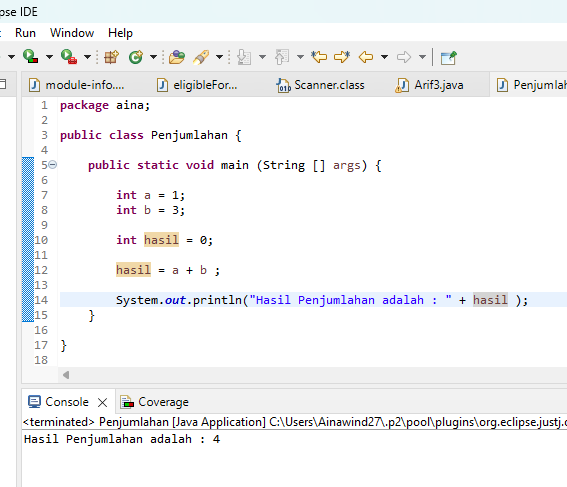 clipse IDE
Run Window Help
module-info.... eligibleFor... Scanner.class Arif3.java Penjumlah
1 package aina;
2
3 public class Penjumlahan {
4
5 public static void main (String [] args) {
6
7 int a = 1;
8 int b = 3;
9
10 int hasil = 0;
11
12 hasil = a + b ;
13
14 System.out.println("Hasil Penjumlahan adalah : " + hasil );
15 }
16
17 }
18
Console Coverage
<terminated> Penjumlahan [Java Application] C:\Users\Ainawind27\.p2\pool\plugins\org.eclipse.justj.o
Hasil Penjumlahan adalah : 4